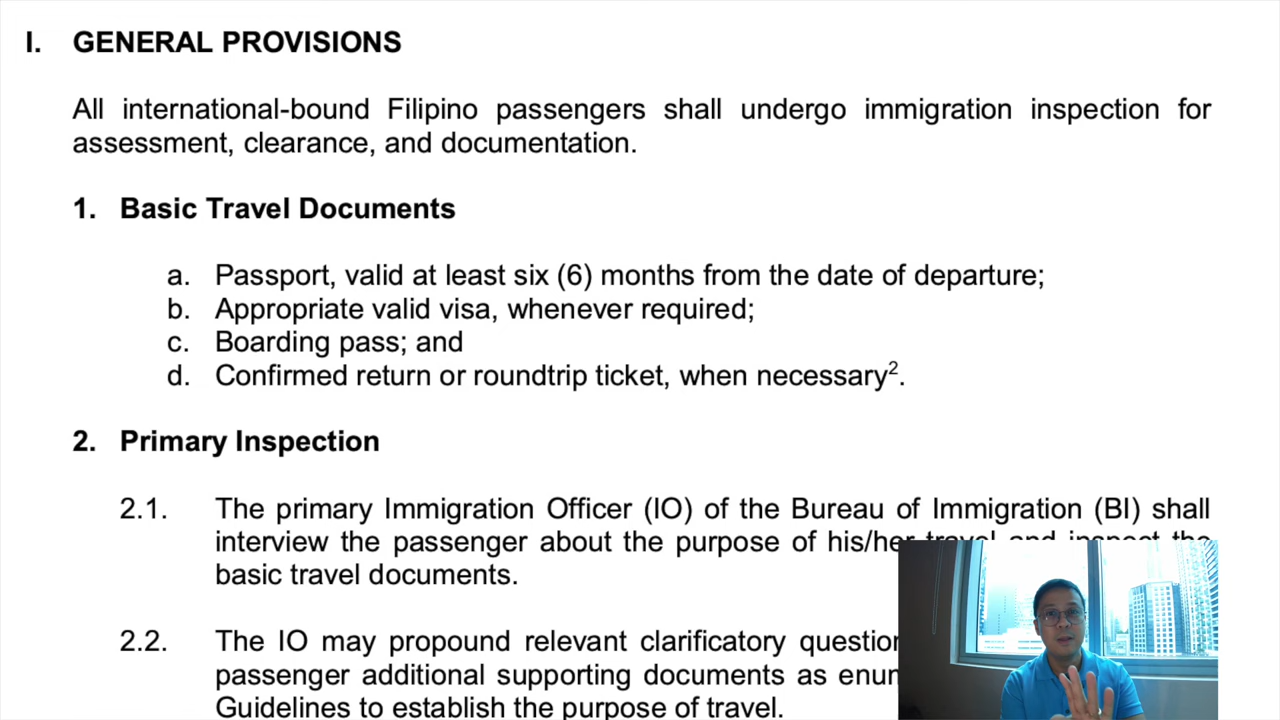 I. GENERAL PROVISIONS
All international-bound Filipino passengers shall undergo immigration inspection for
assessment, clearance, and documentation.
1. Basic Travel Documents
a. Passport, valid at least six (6) months from the date of departure;
b. Appropriate valid visa, whenever required;
c. Boarding pass; and
d. Confirmed return or roundtrip ticket, when necessary².
2. Primary Inspection
2.1. The primary Immigration Officer (IO) of the Bureau of Immigration (BI) shall
interview the passenger about the purpose of his/her travel and inspect the
basic travel documents.
2.2. The IO may propound relevant clarificatory
passenger additional supporting documents as
Guidelines to establish the purpose of travel.